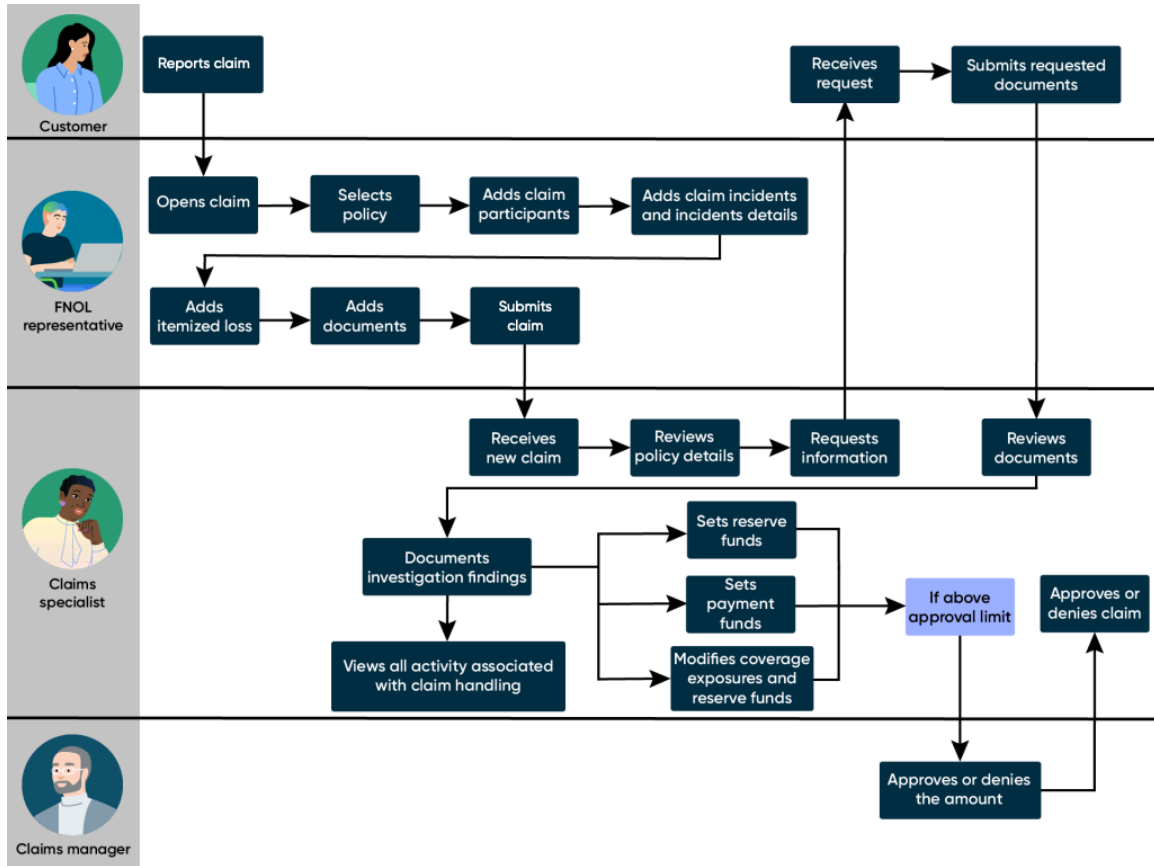 Reports claim
Receives
request
Submits requested
documents
Customer
Opens claim
Selects
policy
Adds claim
participants
Adds claim incidents
and incidents details
FNOL
representative
Adds
itemized loss
Adds
documents
Submits
claim
Receives
new claim
Reviews
policy details
Requests
information
Reviews
documents
Claims
specialist
Documents
investigation findings
Sets reserve
funds
Sets
payment
funds
If above
approval limit
Approves or
denies claim
Views all activity associated
with claim handling
Modifies coverage
exposures and
reserve funds
Claims manager
Approves or denies
the amount